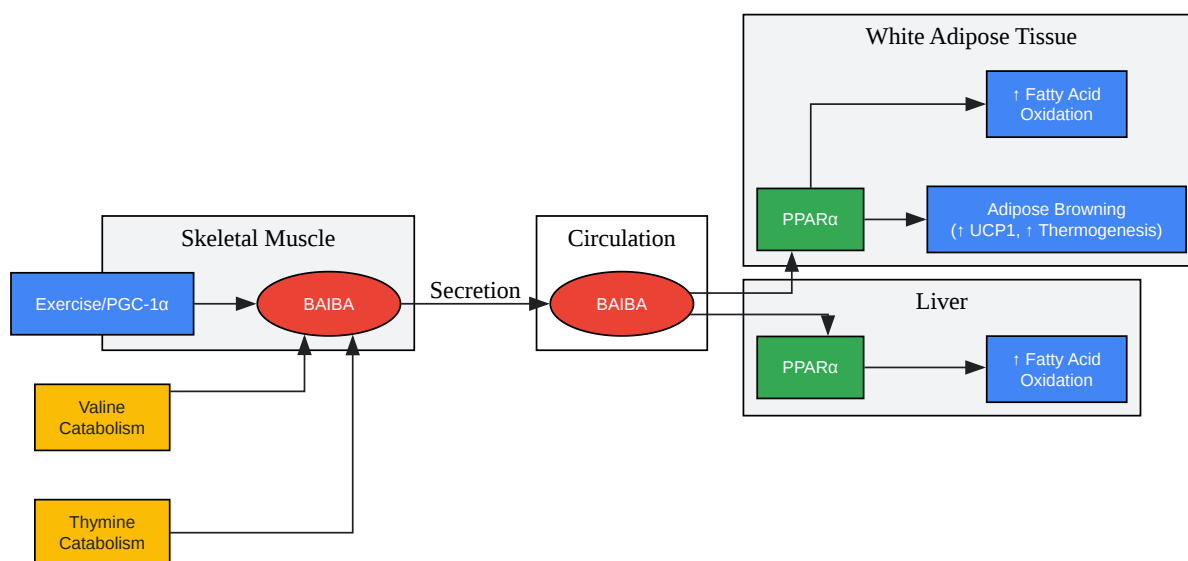 White Adipose Tissue
↑ Fatty Acid
Oxidation
PPARα
Adipose Browning
(↑ UCP1, ↑ Thermogenesis)
Skeletal Muscle
Circulation
Exercise/PGC-1α
BAIBA
Secretion
BAIBA
Liver
PPARα
↑ Fatty Acid
Oxidation
Valine
Catabolism
Thymine
Catabolism